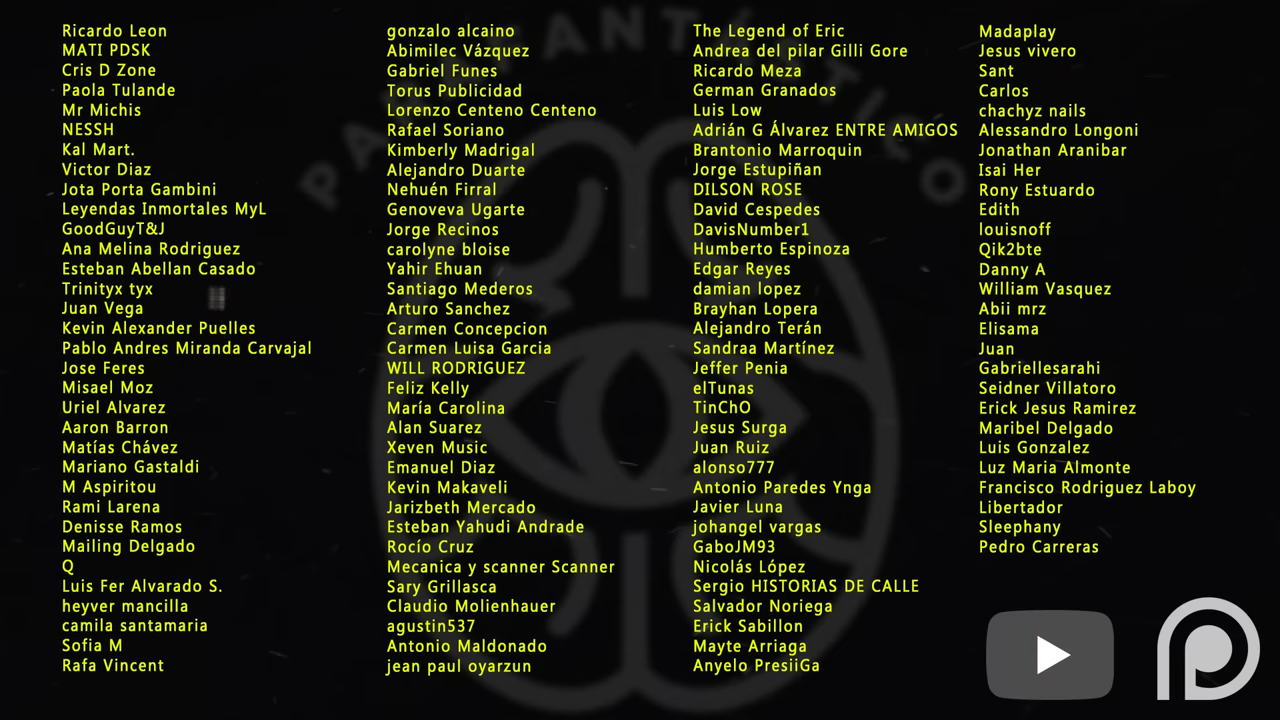 Ricardo Leon
MATI PDSK
Cris D Zone
Paola Tulande
Mr Michis
NESSH
Kal Mart.
Victor Diaz
Jota Porta Gambini
Leyendas Inmortales MyL
GoodGuyT&J
Ana Melina Rodriguez
Esteban Abellan Casado
Trinityx tyx
Juan Vega
Kevin Alexander Puelles
Pablo Andres Miranda Carvajal
Jose Feres
Misael Moz
Uriel Alvarez
Aaron Barron
Matías Chávez
Mariano Gastaldi
M Aspiritou
Rami Larena
Denisse Ramos
Mailing Delgado
Q
Luis Fer Alvarado S.
heyver mancilla
camila santamaria
Sofia M
Rafa Vincent
gonzalo alcaino
Abimilec Vázquez
Gabriel Funes
Torus Publicidad
Lorenzo Centeno Centeno
Rafael Soriano
Kimberly Madrigal
Alejandro Duarte
Nehuén Firral
Genoveva Ugarte
Jorge Recinos
carolyne bloise
Yahir Ehuan
Santiago Mederos
Arturo Sanchez
Carmen Concepcion
Carmen Luisa Garcia
WILL RODRIGUEZ
Feliz Kelly
María Carolina
Alan Suarez
Xeven Music
Emanuel Diaz
Kevin Makaveli
Jarizbeth Mercado
Esteban Yahudi Andrade
Rocío Cruz
Mecanica y scanner Scanner
Sary Grillasca
Claudio Molienhauer
agustin537
Antonio Maldonado
jean paul oyarzun
The Legend of Eric
Andrea del pilar Gilli Gore
Ricardo Meza
German Granados
Luis Low
Adrián G Álvarez ENTRE AMIGOS
Brantonio Marroquin
Jorge Estupiñan
DILSON ROSE
David Cespedes
DavisNumber1
Humberto Espinoza
Edgar Reyes
damian lopez
Brayhan Lopera
Alejandro Terán
Sandraa Martínez
Jeffer Penia
elTunas
TinChO
Jesus Surga
Juan Ruiz
alonso777
Antonio Paredes Ynga
Javier Luna
johangel vargas
GaboJM93
Nicolás López
Sergio HISTORIAS DE CALLE
Salvador Noriega
Erick Sabillon
Mayte Arriaga
Anyelo PresiiGa
Madaplay
Jesus vivero
Sant
Carlos
chachyz nails
Alessandro Longoni
Jonathan Aranibar
Isai Her
Rony Estuardo
Edith
louisnoff
Qik2bte
Danny A
William Vasquez
Abii mrz
Elisama
Juan
Gabriellesarahi
Seidner Villatoro
Erick Jesus Ramirez
Maribel Delgado
Luis Gonzalez
Luz Maria Almonte
Francisco Rodriguez Laboy
Libertador
Sleephany
Pedro Carreras